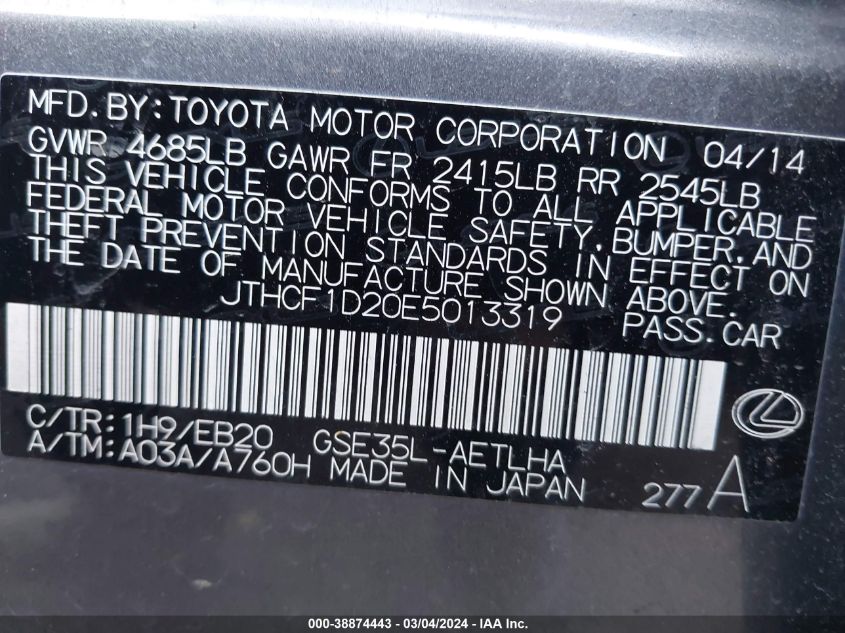 MFD. BY: TOYOTA MOTOR CORPORATION 04/14
GVWR 4685LB GAWR FR 2415LB RR 2545LB
THIS VEHICLE CONFORMS TO ALL APPLICABLE
FEDERAL MOTOR VEHICLE SAFETY, BUMPER, AND
THEFT PREVENTION STANDARDS IN EFFECT ON
THE DATE OF MANUFACTURE SHOWN ABOVE.
JTHCF1D20E5013319 PASS. CAR
C/TR: 1H9/EB20 GSE35L-AETLHA
A/TM: A03A/A760H MADE IN JAPAN 277 A
000-38874443 - 03/04/2024 - IAA Inc.